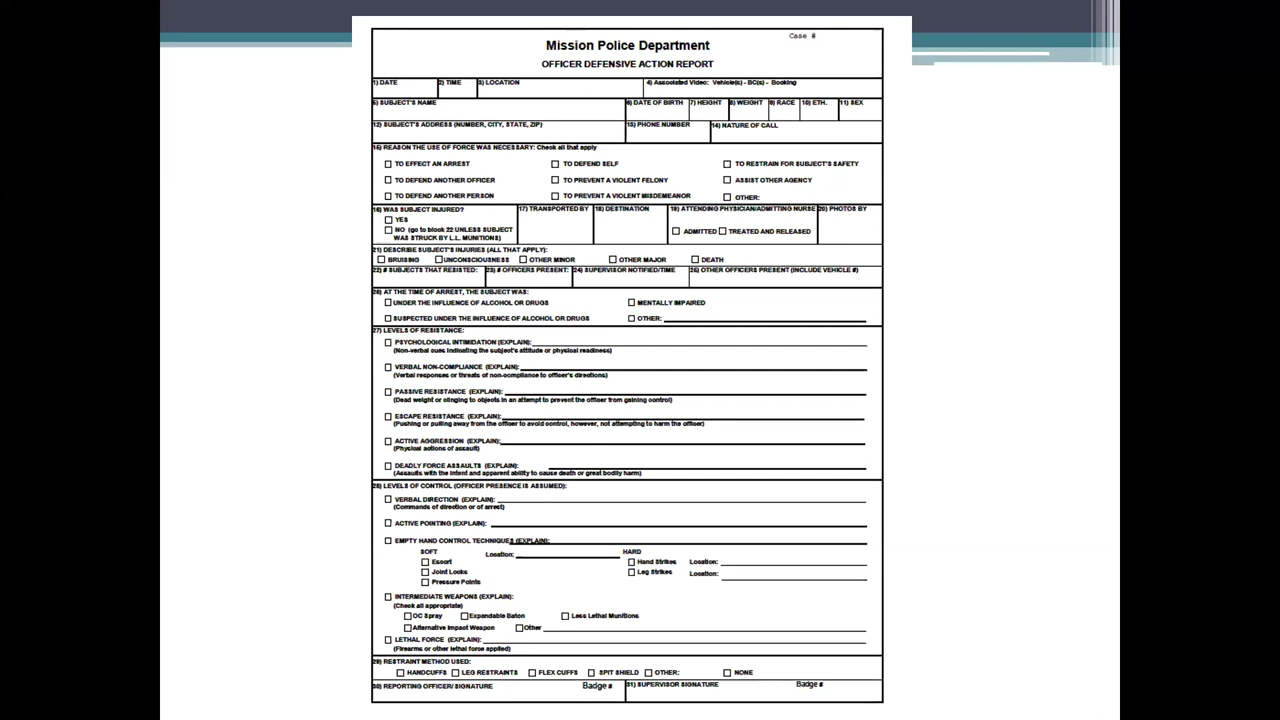 Case #
Mission Police Department
OFFICER DEFENSIVE ACTION REPORT
1) DATE 2) TIME 3) LOCATION 4) Associated Video: Vehicle(s) - BC(s) - Booking
5) SUBJECT'S NAME 6) DATE OF BIRTH 7) HEIGHT 8) WEIGHT 9) RACE 10) ETH. 11) SEX
12) SUBJECT'S ADDRESS (NUMBER, CITY, STATE, ZIP) 13) PHONE NUMBER 14) NATURE OF CALL
15) REASON THE USE OF FORCE WAS NECESSARY: Check all that apply
TO EFFECT AN ARREST TO DEFEND SELF TO RESTRAIN FOR SUBJECT'S SAFETY
TO DEFEND ANOTHER OFFICER TO PREVENT A VIOLENT FELONY ASSIST OTHER AGENCY
TO DEFEND ANOTHER PERSON TO PREVENT A VIOLENT MISDEMEANOR OTHER:
16) WAS SUBJECT INJURED? 17) TRANSPORTED BY 18) DESTINATION 19) ATTENDING PHYSICIAN/ADMITTING NURSE 20) PHOTOS BY
YES
NO (go to block 22 UNLESS SUBJECT ADMITTED TREATED AND RELEASED
WAS STRUCK BY L.L. MUNITIONS)
21) DESCRIBE SUBJECT'S INJURIES (ALL THAT APPLY):
BRUISING UNCONSCIOUSNESS OTHER MINOR OTHER MAJOR DEATH
22) # SUBJECTS THAT RESISTED: 23) # OFFICERS PRESENT: 24) SUPERVISOR NOTIFIED/TIME 25) OTHER OFFICERS PRESENT (INCLUDE VEHICLE #)
26) AT THE TIME OF ARREST, THE SUBJECT WAS:
UNDER THE INFLUENCE OF ALCOHOL OR DRUGS MENTALLY IMPAIRED
SUSPECTED UNDER THE INFLUENCE OF ALCOHOL OR DRUGS OTHER:
27) LEVELS OF RESISTANCE:
PSYCHOLOGICAL INTIMIDATION (EXPLAIN):
(Non-verbal cues indicating the subject's attitude or physical readiness)
VERBAL NON-COMPLIANCE (EXPLAIN):
(Verbal responses or threats of non-compliance to officer's directions)
PASSIVE RESISTANCE (EXPLAIN):
(Dead weight or clinging to objects in an attempt to prevent the officer from gaining control)
ESCAPE RESISTANCE (EXPLAIN):
(Pushing or pulling away from the officer to avoid control, however, not attempting to harm the officer)
ACTIVE AGGRESSION (EXPLAIN):
(Physical actions of assault)
DEADLY FORCE ASSAULTS (EXPLAIN):
(Assaults with the intent and apparent ability to cause death or great bodily harm)
28) LEVELS OF CONTROL (OFFICER PRESENCE IS ASSUMED):
VERBAL DIRECTION (EXPLAIN):
(Commands of direction or of arrest)
ACTIVE POINTING (EXPLAIN):
EMPTY HAND CONTROL TECHNIQUES (EXPLAIN):
SOFT Location: HARD
Escort Hand Strikes Location:
Joint Locks Leg Strikes Location:
Pressure Points
INTERMEDIATE WEAPONS (EXPLAIN):
(Check all appropriate)
OC Spray Expandable Baton Less Lethal Munitions
Alternative Impact Weapon Other
LETHAL FORCE (EXPLAIN):
(Firearms or other lethal force applied)
29) RESTRAINT METHOD USED:
HANDCUFFS LEG RESTRAINTS FLEX CUFFS SPIT SHIELD OTHER: NONE
30) REPORTING OFFICER/ SIGNATURE Badge # 31) SUPERVISOR SIGNATURE Badge #